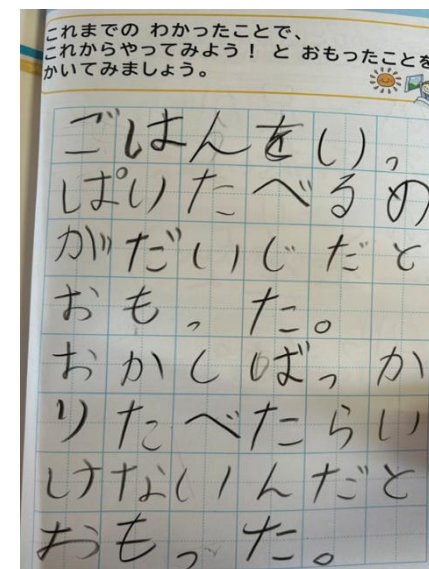 これまでの わかったことで、
これからやってみよう！ と おもったことを
かいてみましょう。
ごはんをいっ
ぱいたべるの
がだいじだと
おもった。
おかしばっか
りたべたらい
けないんだと
おもった。